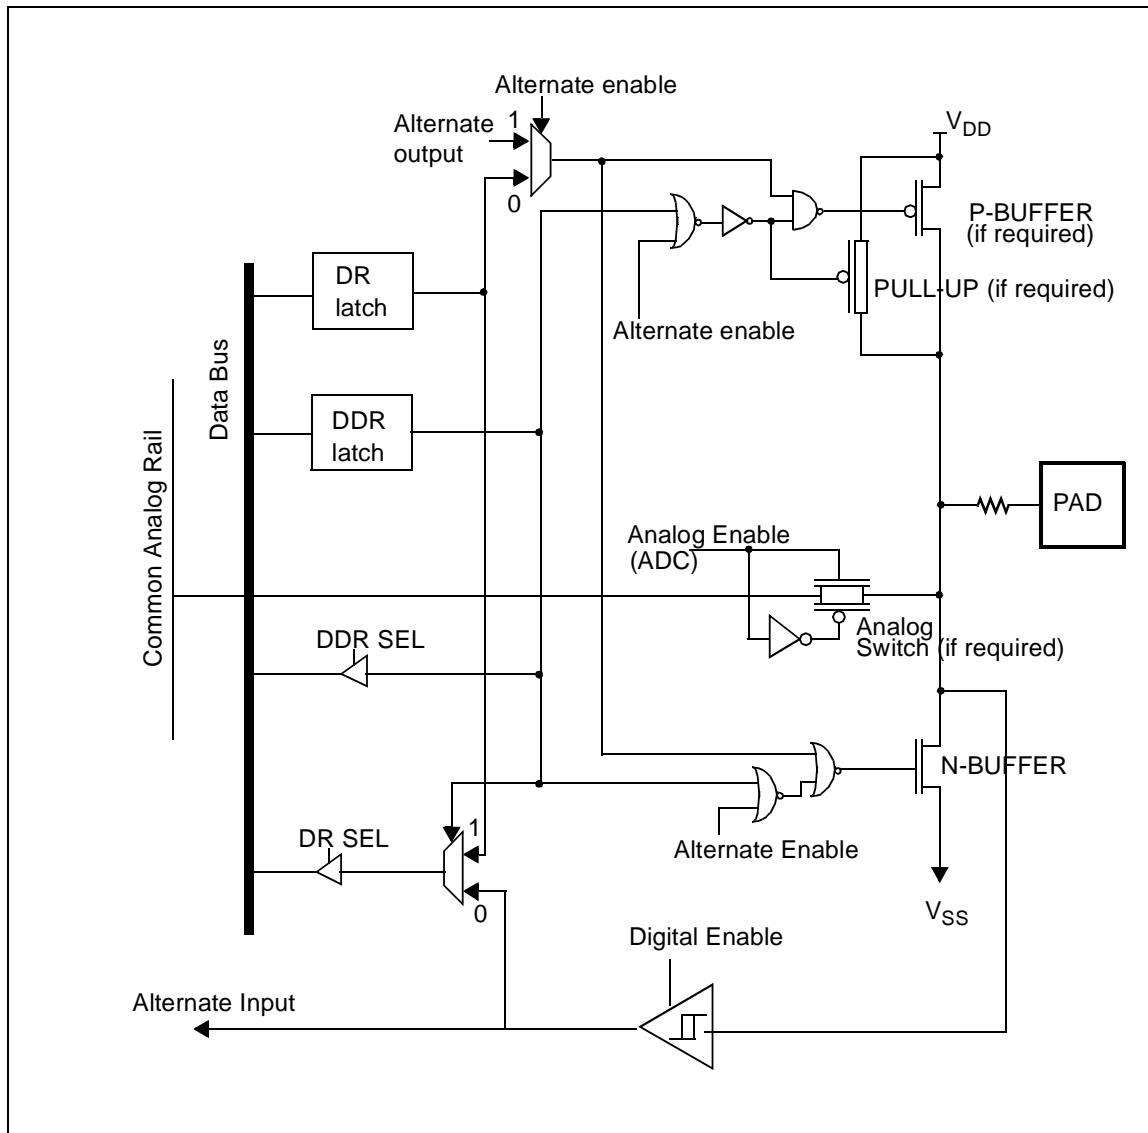 Alternate enable
1
Alternate
output
0
VDD
P-BUFFER
(if required)
DR
latch
PULL-UP (if required)
Alternate enable
Data Bus
DDR
latch
Common Analog Rail
PAD
Analog Enable
(ADC)
Analog
Switch (if required)
DDR SEL
N-BUFFER
1
DR SEL
Alternate Enable
0
VSS
Digital Enable
Alternate Input